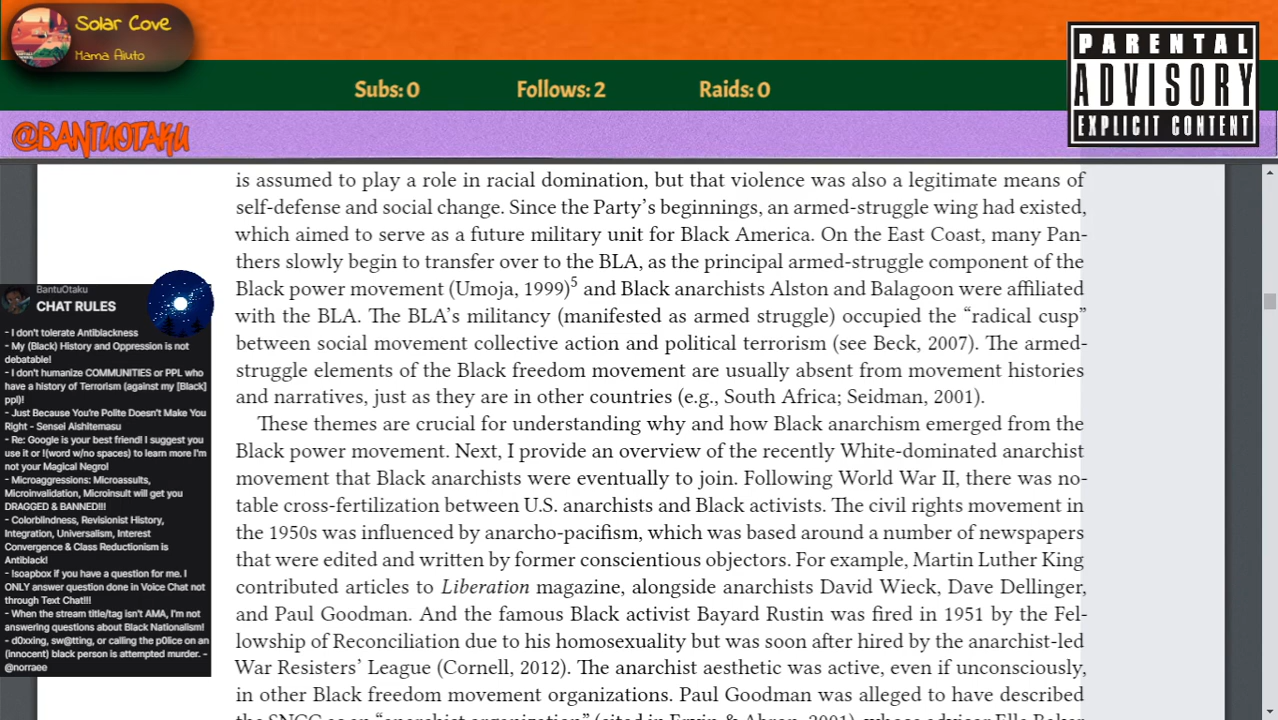 Solar Cove
Mama Aiuto
Subs: 0 Follows: 2 Raids: 0
PARENTAL
ADVISORY
EXPLICIT CONTENT
@BANTUOTAKU
is assumed to play a role in racial domination, but that violence was also a legitimate means of
self-defense and social change. Since the Party's beginnings, an armed-struggle wing had existed,
which aimed to serve as a future military unit for Black America. On the East Coast, many Pan-
thers slowly begin to transfer over to the BLA, as the principal armed-struggle component of the
Black power movement (Umoja, 1999)⁵ and Black anarchists Alston and Balagoon were affiliated
with the BLA. The BLA's militancy (manifested as armed struggle) occupied the “radical cusp”
between social movement collective action and political terrorism (see Beck, 2007). The armed-
struggle elements of the Black freedom movement are usually absent from movement histories
and narratives, just as they are in other countries (e.g., South Africa; Seidman, 2001).
These themes are crucial for understanding why and how Black anarchism emerged from the
Black power movement. Next, I provide an overview of the recently White-dominated anarchist
movement that Black anarchists were eventually to join. Following World War II, there was no-
table cross-fertilization between U.S. anarchists and Black activists. The civil rights movement in
the 1950s was influenced by anarcho-pacifism, which was based around a number of newspapers
that were edited and written by former conscientious objectors. For example, Martin Luther King
contributed articles to Liberation magazine, alongside anarchists David Wieck, Dave Dellinger,
and Paul Goodman. And the famous Black activist Bayard Rustin was fired in 1951 by the Fel-
lowship of Reconciliation due to his homosexuality but was soon after hired by the anarchist-led
War Resisters' League (Cornell, 2012). The anarchist aesthetic was active, even if unconsciously,
in other Black freedom movement organizations. Paul Goodman was alleged to have described
the SNCC as an “anarchist organization” (cited in Ervin & Abron, 2001), whose advisor Ella Baker
BantuOtaku
CHAT RULES
- I don't tolerate Antiblackness
- My (Black) History and Oppression is not
debatable!
- I don't humanize COMMUNITIES or PPL who
have a history of Terrorism (against my [Black]
ppl)!
- Just Because You're Polite Doesn't Make You
Right - Sensei Aishitemasu
- Re: Google is your best friend! I suggest you
use it or !(word w/no spaces) to learn more I'm
not your Magical Negro!
- Microaggressions: Microassults,
Microinvalidation, Microinsult will get you
DRAGGED & BANNED!!!
- Colorblindness, Revisionist History,
Integration, Universalism, Interest
Convergence & Class Reductionism is
Antiblack!
- !soapbox if you have a question for me. I
ONLY answer question done in Voice Chat not
through Text Chat!!!
- When the stream title/tag isn't AMA, I'm not
answering questions about Black Nationalism!
- d0xxing, sw@tting, or calling the p0lice on an
(innocent) black person is attempted murder. -
@norraee